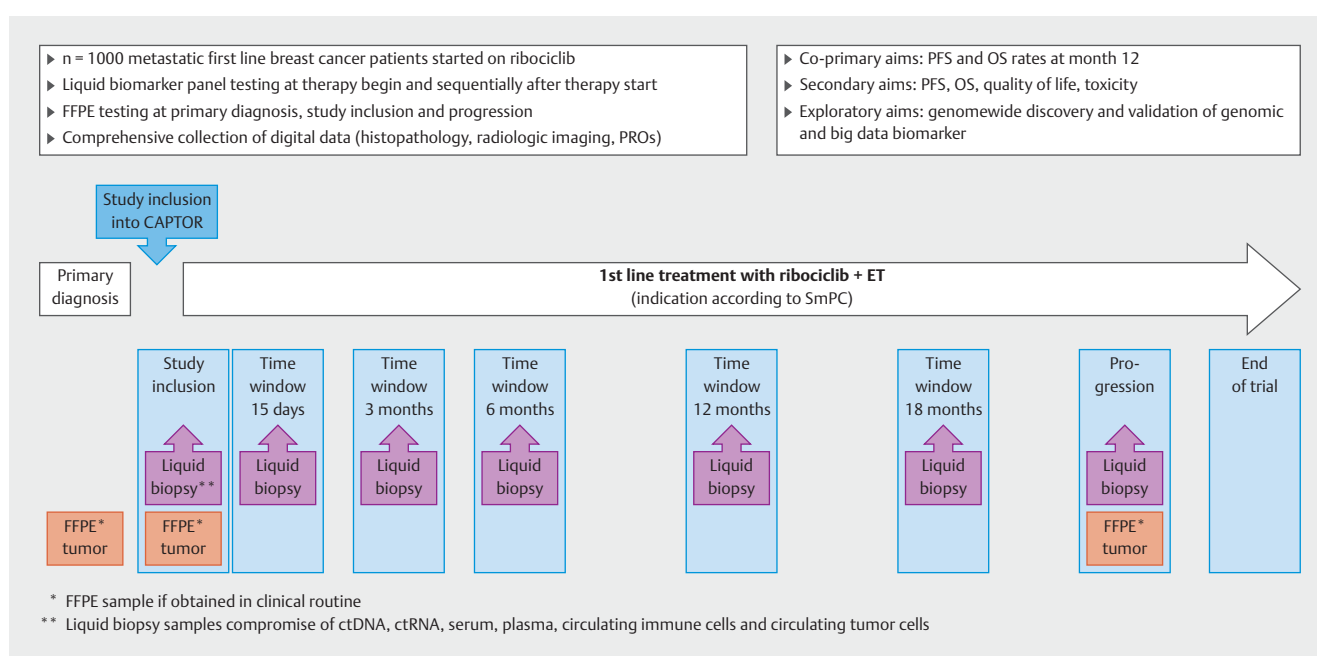 ▸ n = 1000 metastatic first line breast cancer patients started on ribociclib
▸ Liquid biomarker panel testing at therapy begin and sequentially after therapy start
▸ FFPE testing at primary diagnosis, study inclusion and progression
▸ Comprehensive collection of digital data (histopathology, radiologic imaging, PROs)
▸ Co-primary aims: PFS and OS rates at month 12
▸ Secondary aims: PFS, OS, quality of life, toxicity
▸ Exploratory aims: genomewide discovery and validation of genomic
and big data biomarker
Study inclusion
into CAPTOR
Primary
diagnosis
1st line treatment with ribociclib + ET
(indication according to SmPC)
Study
inclusion
Time
window
15 days
Time
window
3 months
Time
window
6 months
Time
window
12 months
Time
window
18 months
Pro-
gression
End
of trial
Liquid
biopsy**
Liquid
biopsy
Liquid
biopsy
Liquid
biopsy
Liquid
biopsy
Liquid
biopsy
Liquid
biopsy
FFPE*
tumor
FFPE*
tumor
FFPE*
tumor
* FFPE sample if obtained in clinical routine
** Liquid biopsy samples compromise of ctDNA, ctRNA, serum, plasma, circulating immune cells and circulating tumor cells